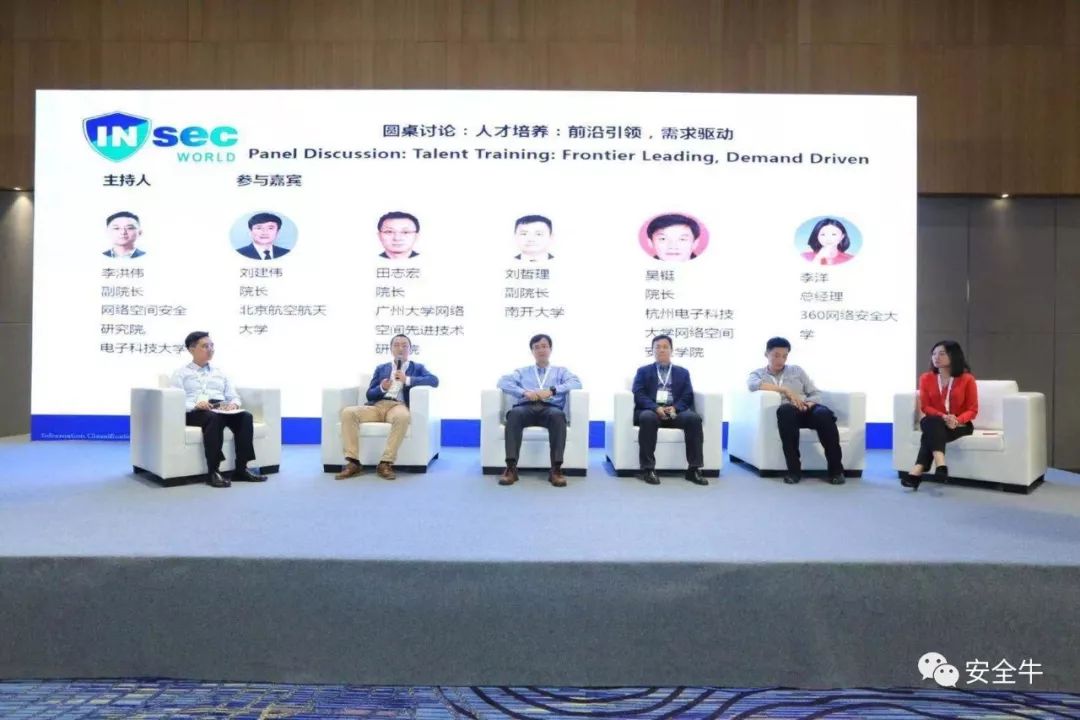 IN sec
WORLD
圆桌讨论：人才培养：前沿引领，需求驱动
Panel Discussion: Talent Training: Frontier Leading, Demand Driven
主持人
参与嘉宾
李洪伟
副院长
网络空间安全
研究院,
电子科技大学
刘建伟
院长
北京航空航天
大学
田志宏
院长
广州大学网络
空间先进技术
研究院
刘哲理
副院长
南开大学
吴铤
院长
杭州电子科技
大学网络空间
安全学院
李洋
总经理
360网络安全大
学
安全牛